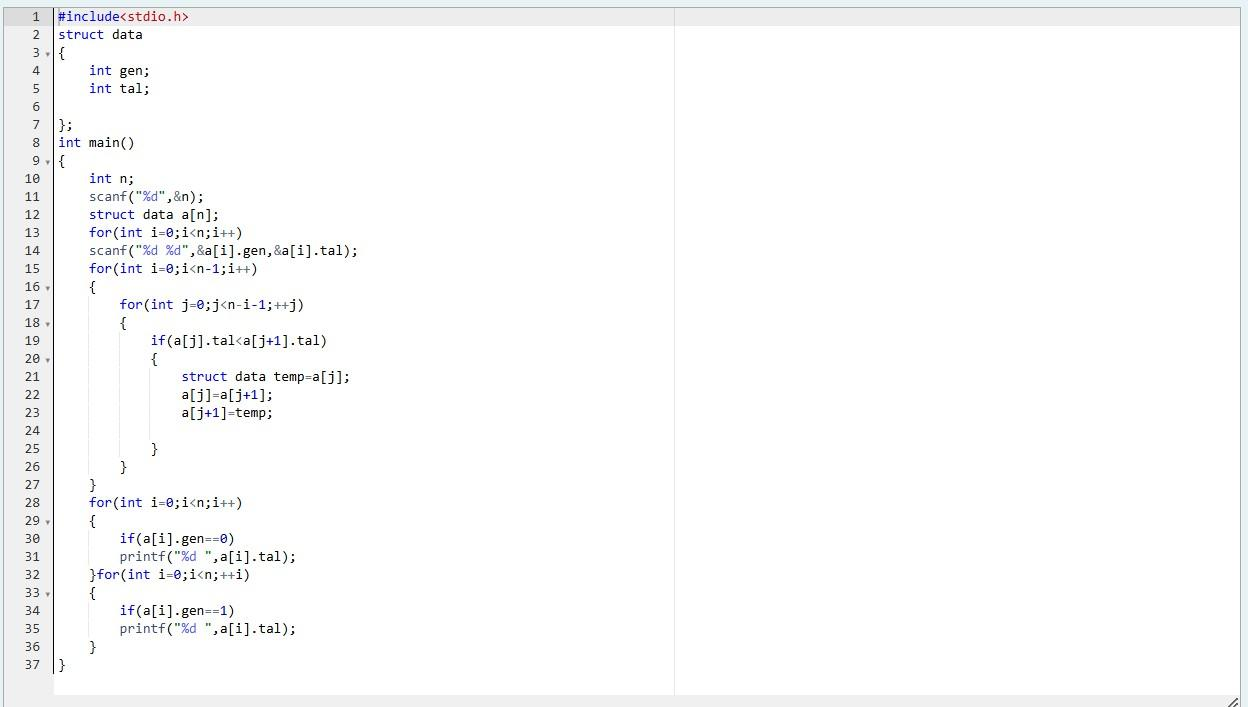 1 #include<stdio.h>
2 struct data
3 {
4     int gen;
5     int tal;
6
7 };
8 int main()
9 {
10     int n;
11     scanf("%d",&n);
12     struct data a[n];
13     for(int i=0;i<n;i++)
14     scanf("%d %d",&a[i].gen,&a[i].tal);
15     for(int i=0;i<n-1;i++)
16     {
17         for(int j=0;j<n-i-1;++j)
18         {
19             if(a[j].tal<a[j+1].tal)
20             {
21                 struct data temp=a[j];
22                 a[j]=a[j+1];
23                 a[j+1]=temp;
24
25             }
26         }
27     }
28     for(int i=0;i<n;i++)
29     {
30         if(a[i].gen==0)
31         printf("%d ",a[i].tal);
32     }for(int i=0;i<n;++i)
33     {
34         if(a[i].gen==1)
35         printf("%d ",a[i].tal);
36     }
37 }